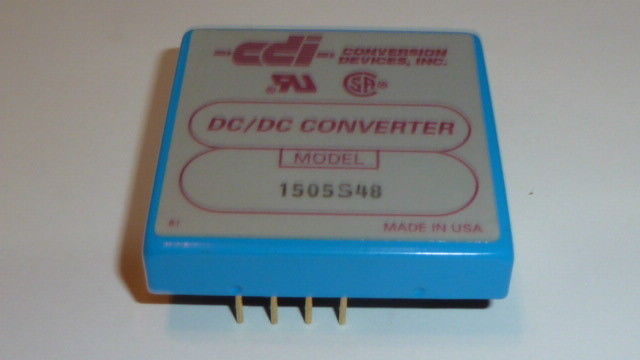 cdi CONVERSION
DEVICES, INC.
DC/DC CONVERTER
MODEL
1505S48
MADE IN USA